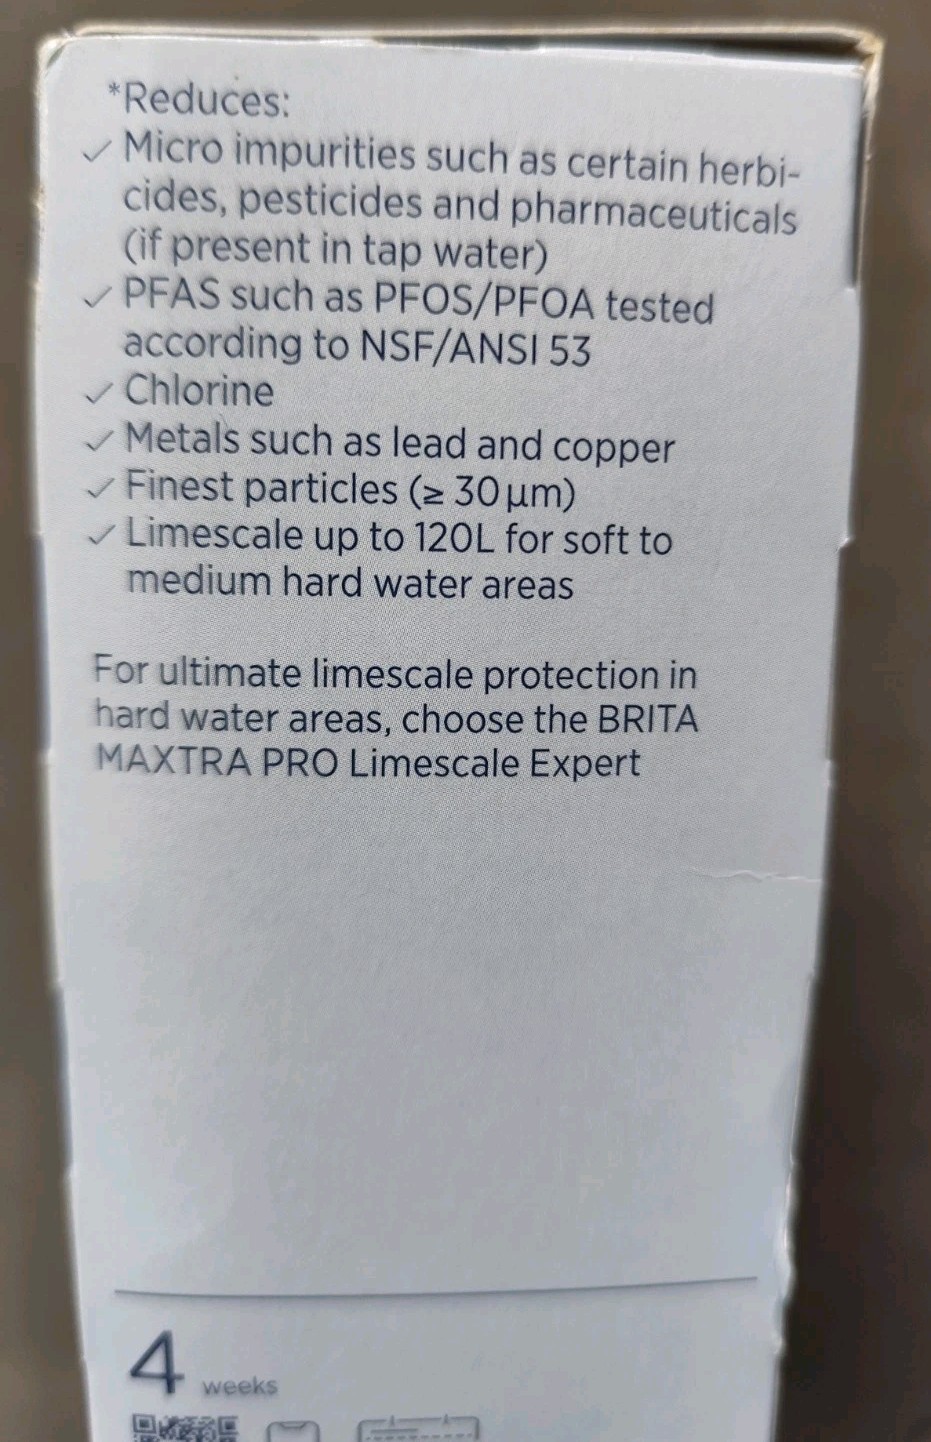 *Reduces:
✓ Micro impurities such as certain herbi-
cides, pesticides and pharmaceuticals
(if present in tap water)
✓ PFAS such as PFOS/PFOA tested
according to NSF/ANSI 53
✓ Chlorine
✓ Metals such as lead and copper
✓ Finest particles (≥ 30 µm)
✓ Limescale up to 120L for soft to
medium hard water areas
For ultimate limescale protection in
hard water areas, choose the BRITA
MAXTRA PRO Limescale Expert
4 weeks